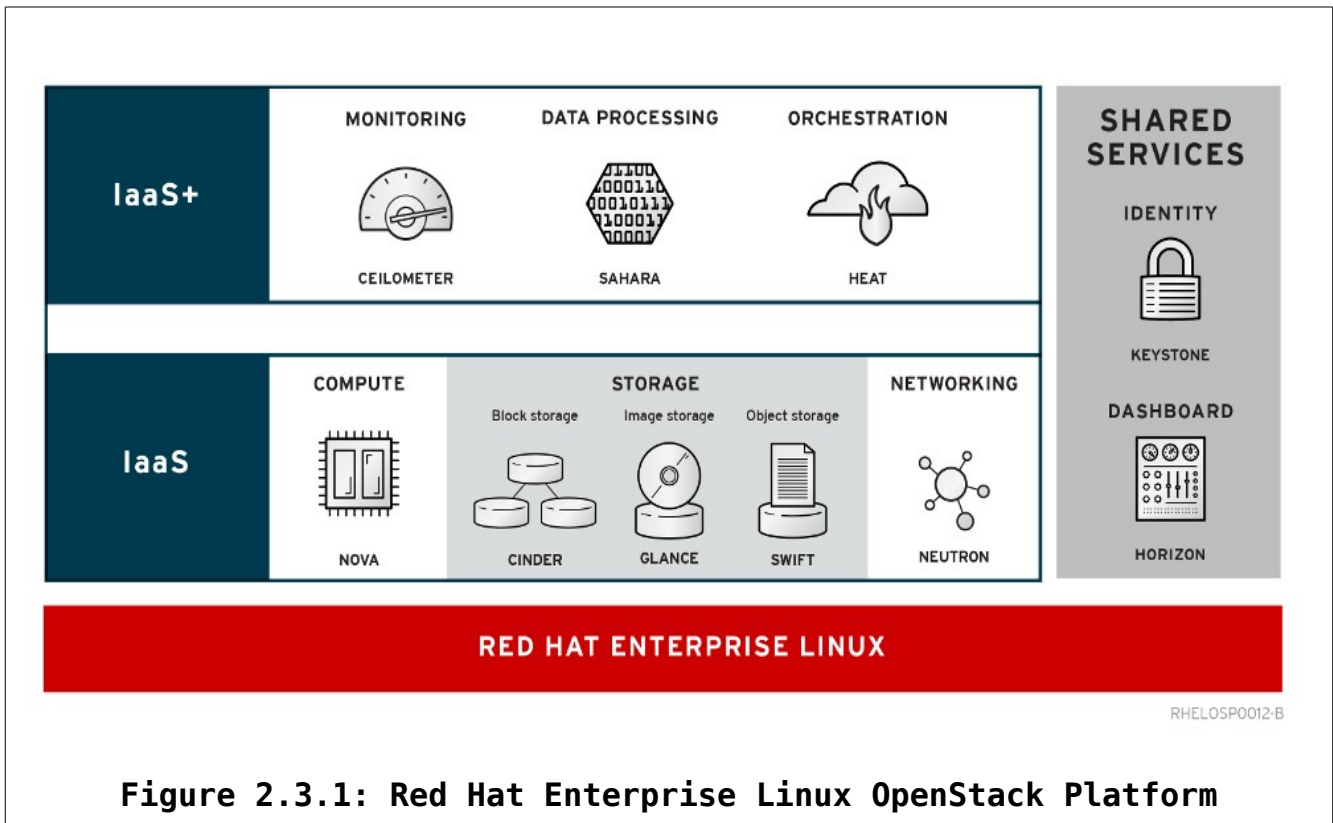 IaaS+
MONITORING
CEILOMETER
DATA PROCESSING
SAHARA
ORCHESTRATION
HEAT
IaaS
COMPUTE
NOVA
STORAGE
Block storage
CINDER
Image storage
GLANCE
Object storage
SWIFT
NETWORKING
NEUTRON
SHARED
SERVICES
IDENTITY
KEYSTONE
DASHBOARD
HORIZON
RED HAT ENTERPRISE LINUX
RHELOSP0012-B
Figure 2.3.1: Red Hat Enterprise Linux OpenStack Platform